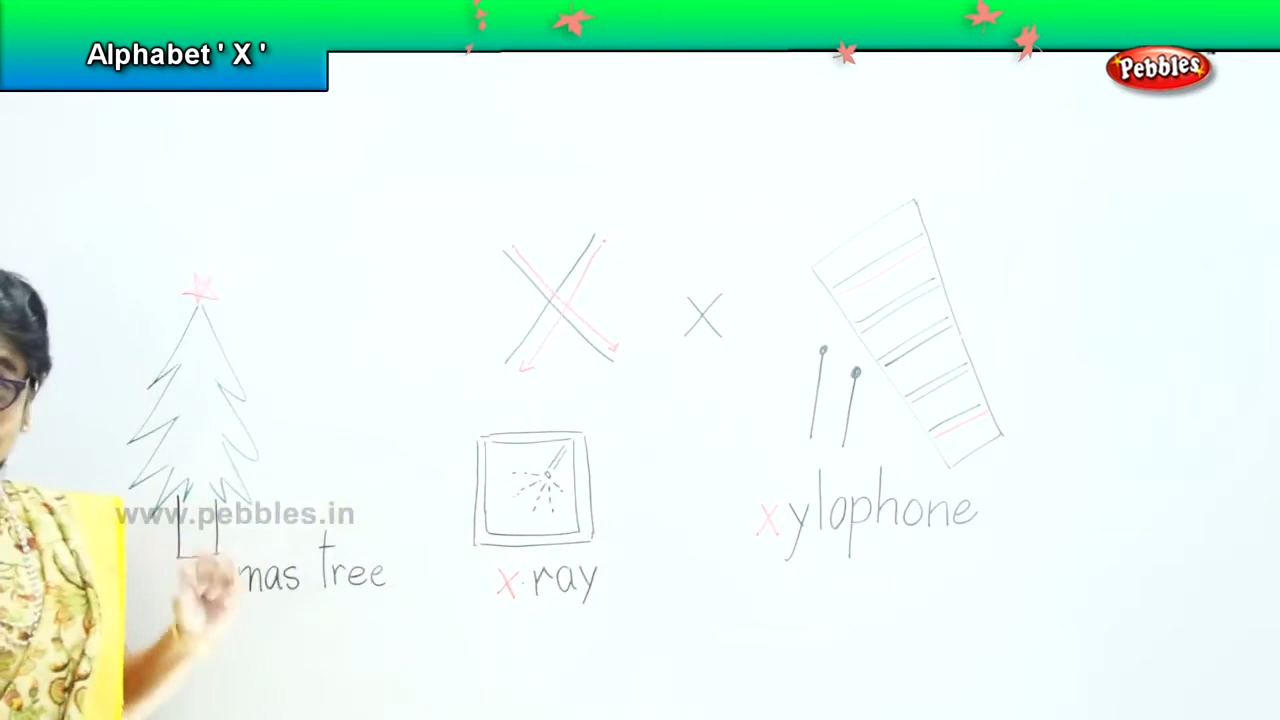 Alphabet ' X '
Pebbles
X x
www.pebbles.in
mas tree
x-ray
xylophone